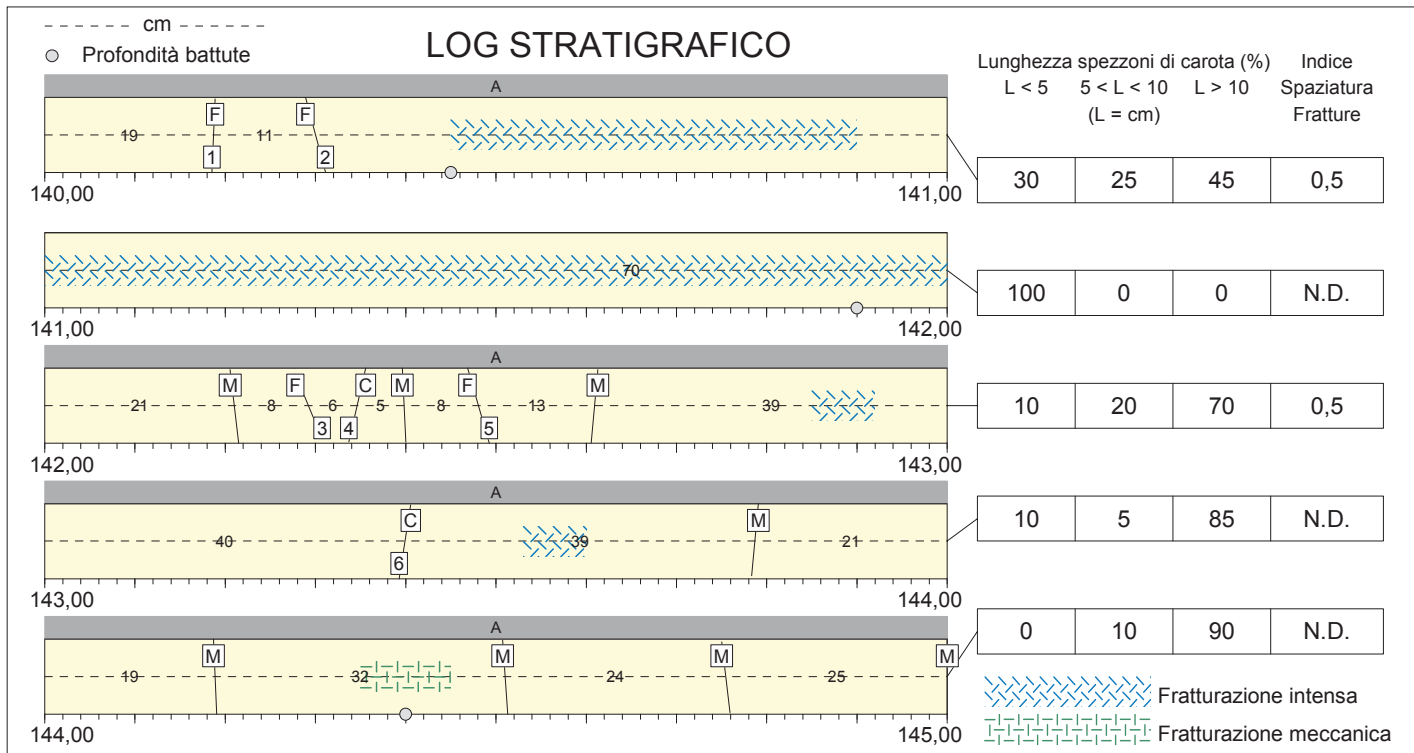 cm
Profondità battute
LOG STRATIGRAFICO
Lunghezza spezzoni di carota (%)
Indice
L < 5
5 < L < 10
L > 10
Spaziatura
(L = cm)
Fratture
A
F
F
19
11
1
2
140,00
141,00
30
25
45
0,5
70
141,00
142,00
100
0
0
N.D.
A
M
F
C
M
F
M
21
8
6
5
8
13
39
3
4
5
142,00
143,00
10
20
70
0,5
A
C
M
40
39
21
6
143,00
144,00
10
5
85
N.D.
A
M
M
M
M
19
32
24
25
144,00
145,00
0
10
90
N.D.
Fratturazione intensa
Fratturazione meccanica